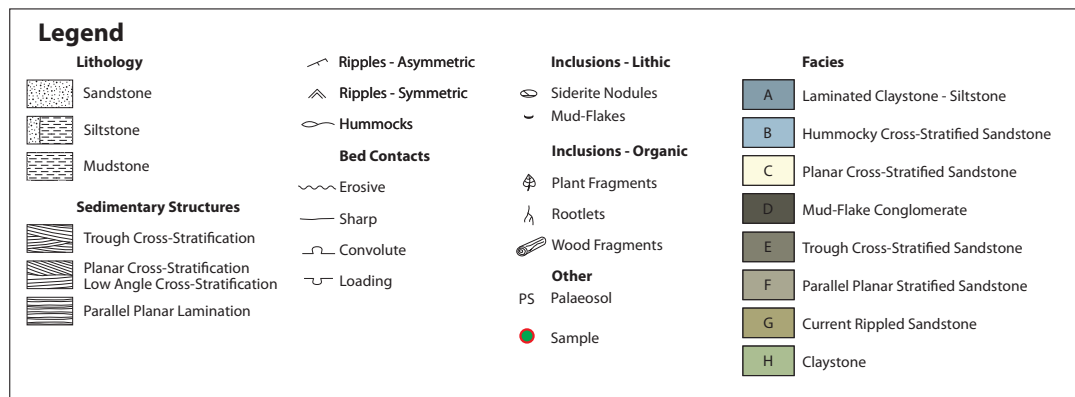 Legend
Lithology
Sandstone
Siltstone
Mudstone
Sedimentary Structures
Trough Cross-Stratification
Planar Cross-Stratification
Low Angle Cross-Stratification
Parallel Planar Lamination
Ripples - Asymmetric
Ripples - Symmetric
Hummocks
Bed Contacts
Erosive
Sharp
Convolute
Loading
Inclusions - Lithic
Siderite Nodules
Mud-Flakes
Inclusions - Organic
Plant Fragments
Rootlets
Wood Fragments
Other
PS Palaeosol
Sample
Facies
A Laminated Claystone - Siltstone
B Hummocky Cross-Stratified Sandstone
C Planar Cross-Stratified Sandstone
D Mud-Flake Conglomerate
E Trough Cross-Stratified Sandstone
F Parallel Planar Stratified Sandstone
G Current Rippled Sandstone
H Claystone